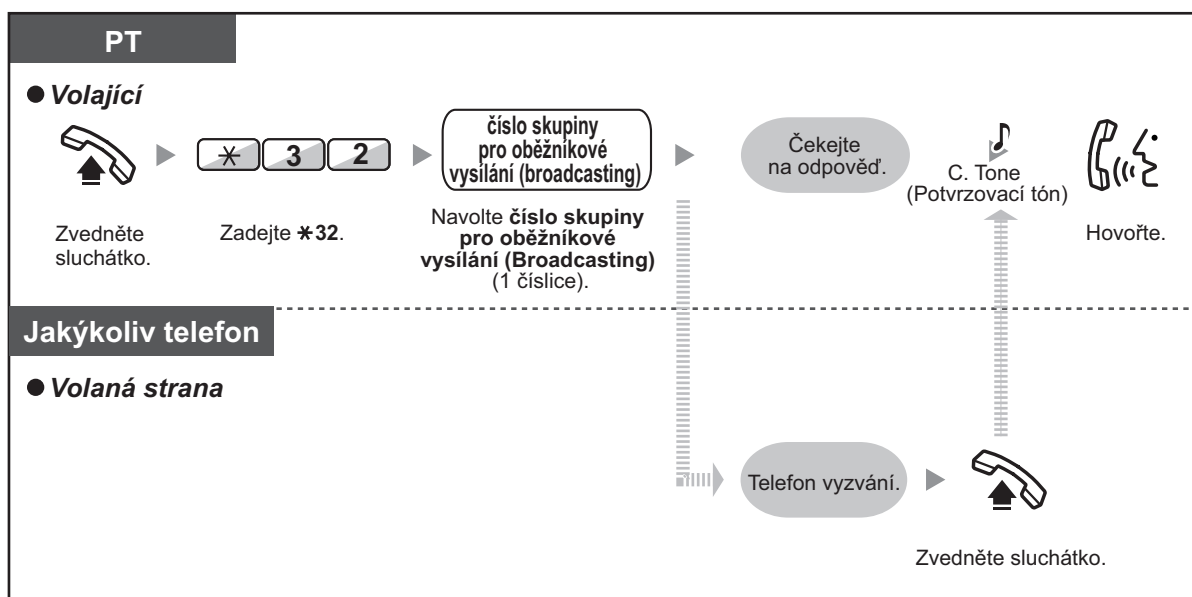 PT
● Volající
✳ 3 2
číslo skupiny
pro oběžníkové
vysílání (broadcasting)
Čekejte
na odpověď.
C. Tone
(Potvrzovací tón)
Zvedněte
sluchátko.
Zadejte ✳32.
Navolte číslo skupiny
pro oběžníkové
vysílání (Broadcasting)
(1 číslice).
Hovořte.
Jakýkoliv telefon
● Volaná strana
Telefon vyzvání.
Zvedněte sluchátko.